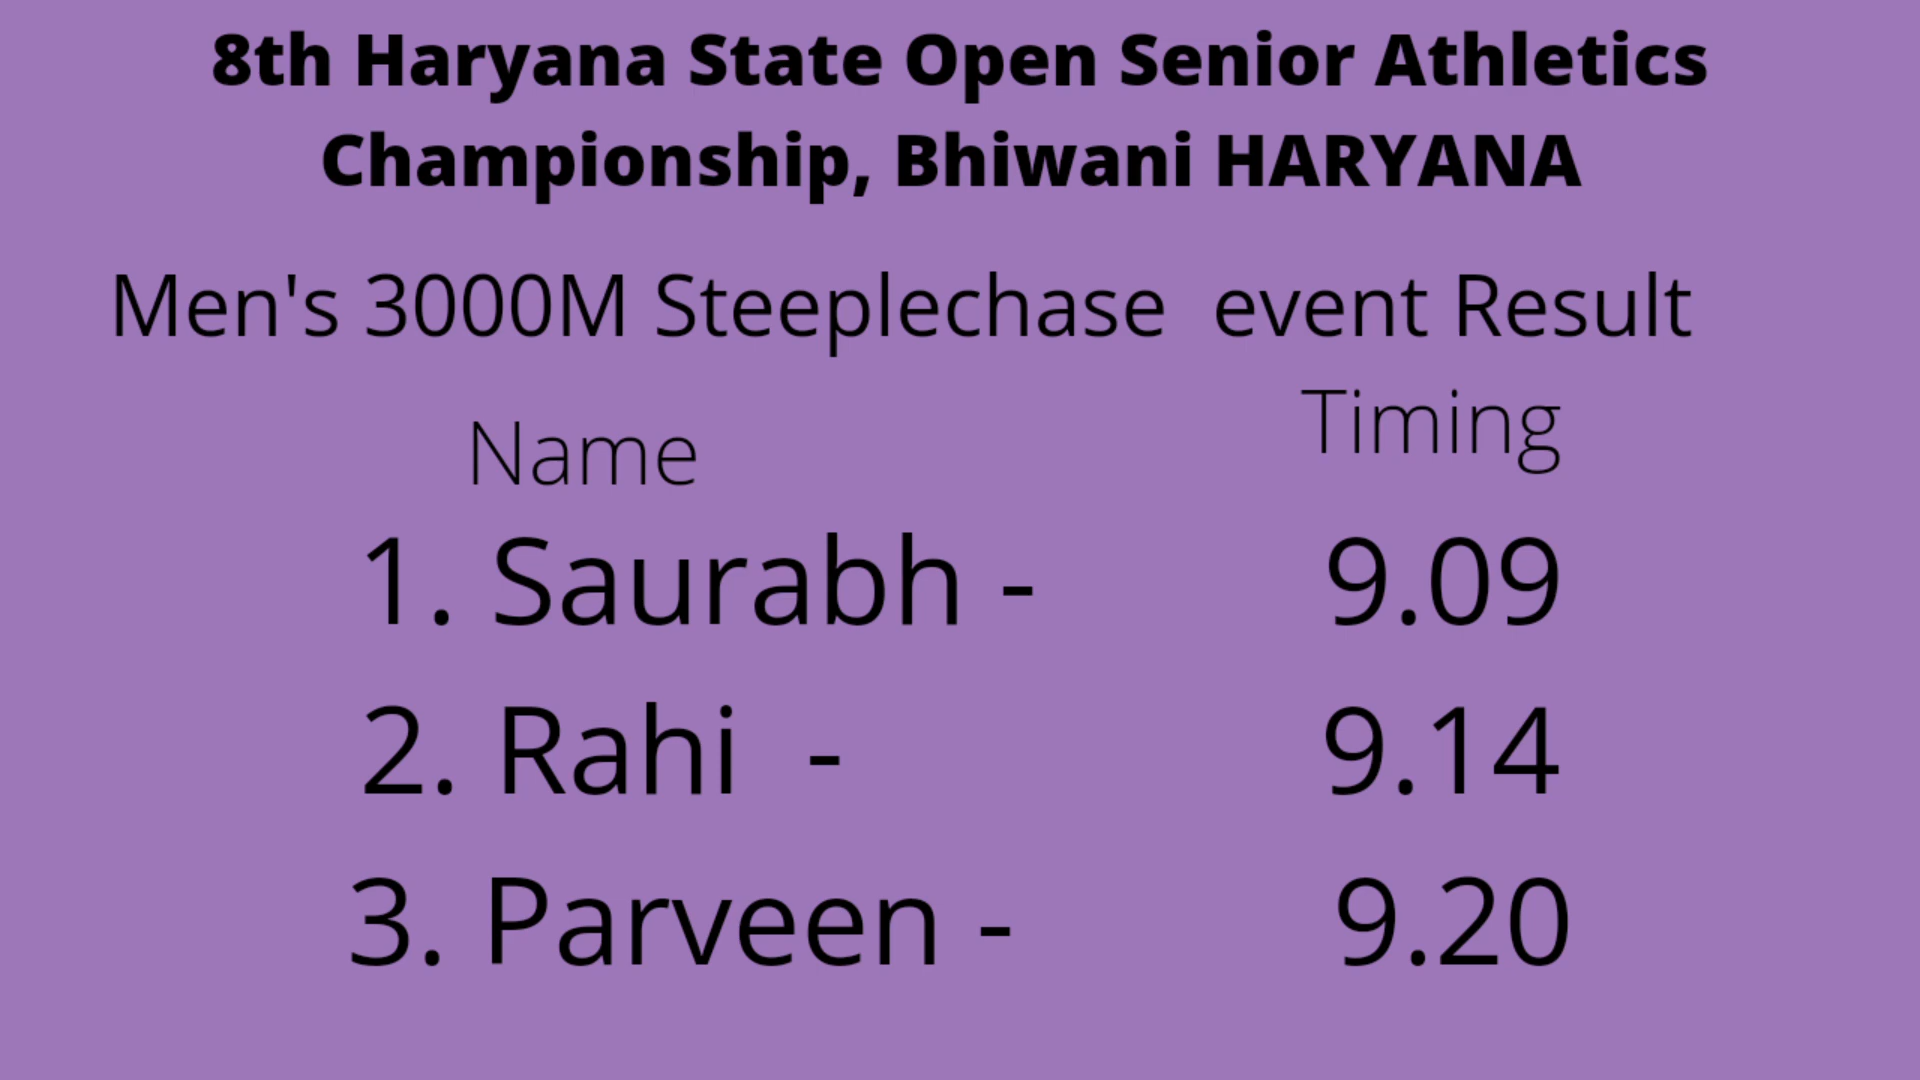 8th Haryana State Open Senior Athletics
Championship, Bhiwani HARYANA
Men's 3000M Steeplechase event Result
Name Timing
1. Saurabh - 9.09
2. Rahi - 9.14
3. Parveen - 9.20